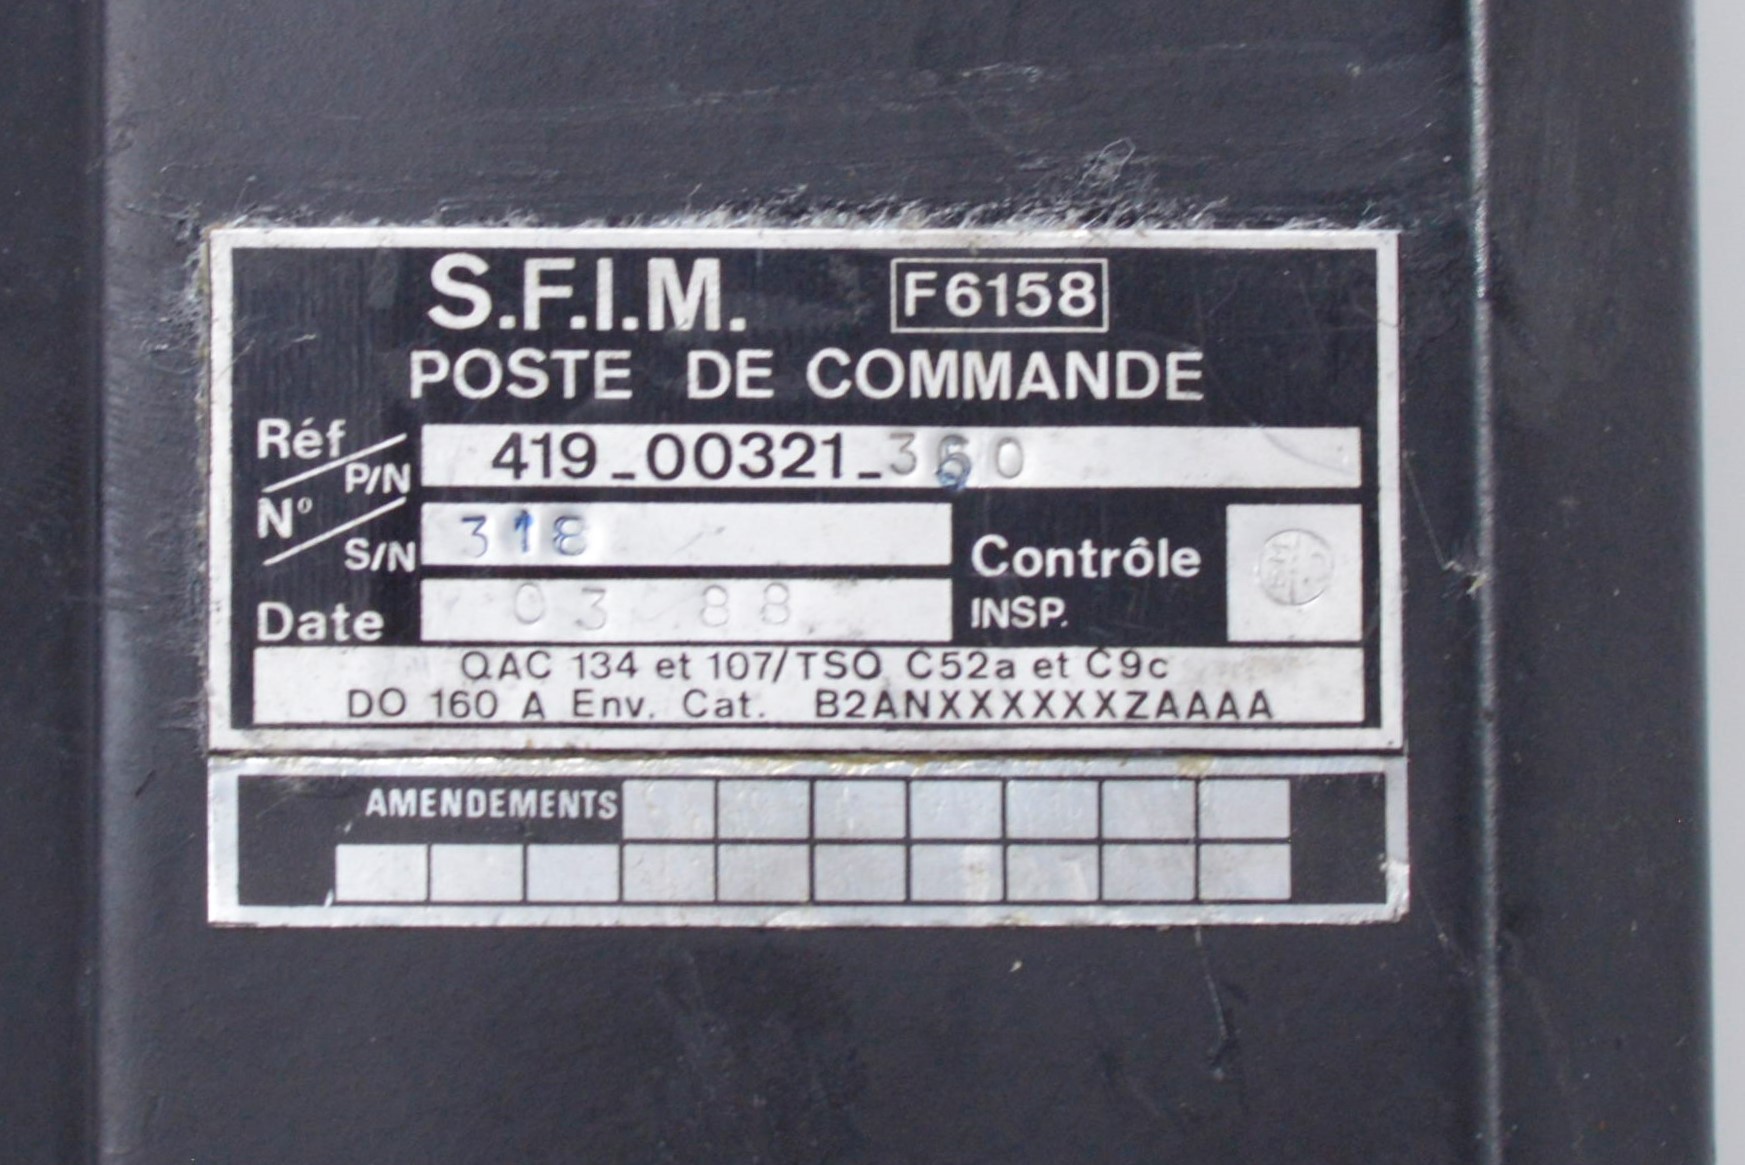 S.F.I.M. F6158
POSTE DE COMMANDE
Réf P/N 419_00321_360
N° S/N 318
Date 03 88
Contrôle INSP.
QAC 134 et 107/TSO C52a et C9c
DO 160 A Env. Cat. B2ANXXXXXXZAAAA
AMENDEMENTS